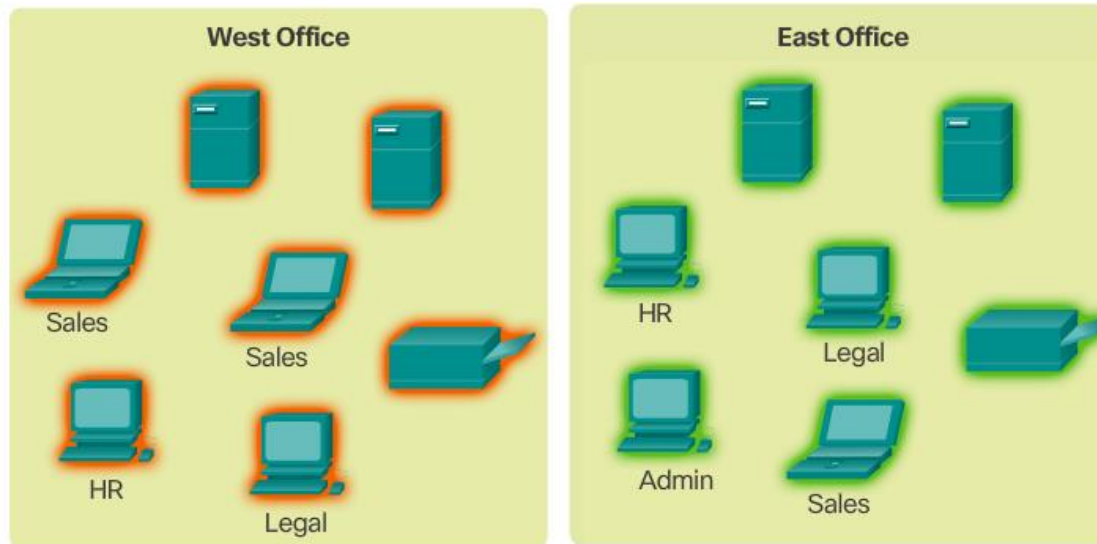 West Office
Sales
Sales
HR
Legal
East Office
HR
Legal
Admin
Sales